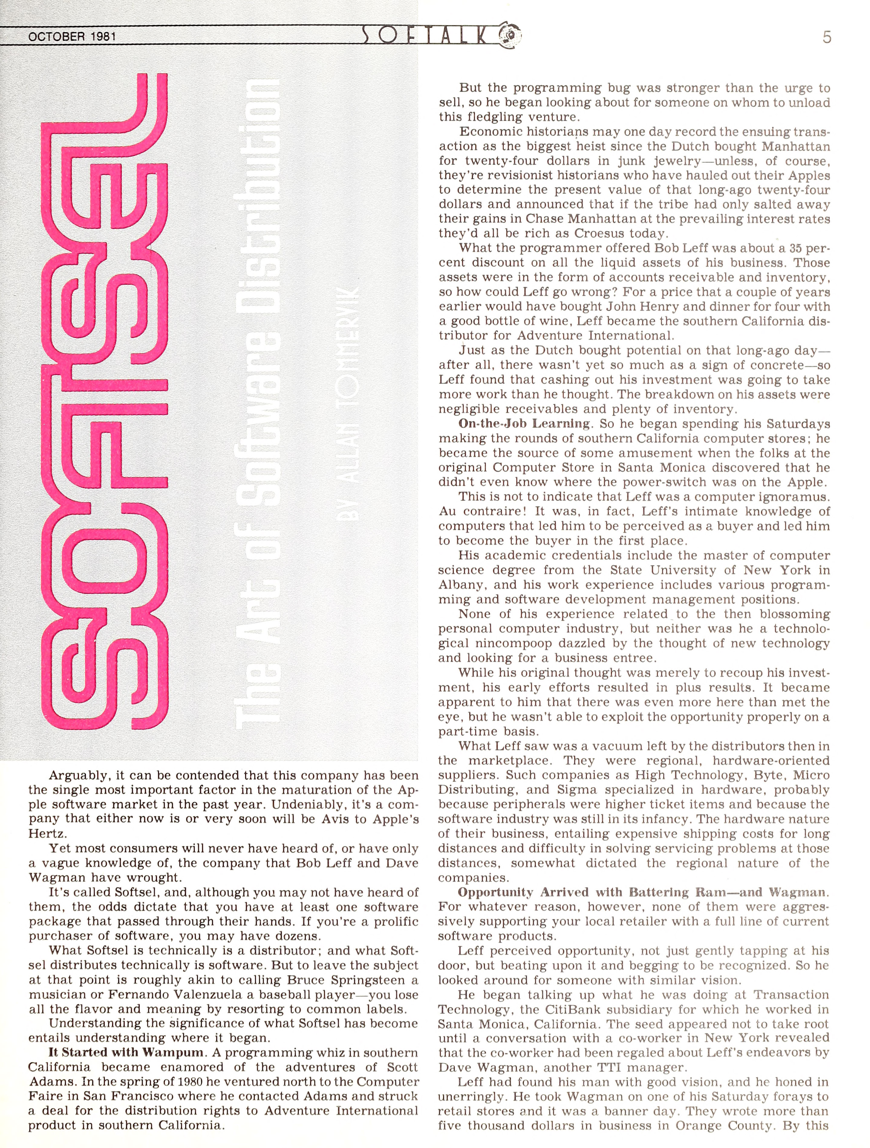 OCTOBER 1981
SOFTALK
5
SOFTSEL
The Art of Software Distribution
BY ALLAN TOMMERVIK
Arguably, it can be contended that this company has been
the single most important factor in the maturation of the Ap-
ple software market in the past year. Undeniably, it's a com-
pany that either now is or very soon will be Avis to Apple's
Hertz.
Yet most consumers will never have heard of, or have only
a vague knowledge of, the company that Bob Leff and Dave
Wagman have wrought.
It's called Softsel, and, although you may not have heard of
them, the odds dictate that you have at least one software
package that passed through their hands. If you're a prolific
purchaser of software, you may have dozens.
What Softsel is technically is a distributor; and what Soft-
sel distributes technically is software. But to leave the subject
at that point is roughly akin to calling Bruce Springsteen a
musician or Fernando Valenzuela a baseball player—you lose
all the flavor and meaning by resorting to common labels.
Understanding the significance of what Softsel has become
entails understanding where it began.
It Started with Wampum. A programming whiz in southern
California became enamored of the adventures of Scott
Adams. In the spring of 1980 he ventured north to the Computer
Faire in San Francisco where he contacted Adams and struck
a deal for the distribution rights to Adventure International
product in southern California.
But the programming bug was stronger than the urge to
sell, so he began looking about for someone on whom to unload
this fledgling venture.
Economic historians may one day record the ensuing trans-
action as the biggest heist since the Dutch bought Manhattan
for twenty-four dollars in junk jewelry—unless, of course,
they're revisionist historians who have hauled out their Apples
to determine the present value of that long-ago twenty-four
dollars and announced that if the tribe had only salted away
their gains in Chase Manhattan at the prevailing interest rates
they'd all be rich as Croesus today.
What the programmer offered Bob Leff was about a 35 per-
cent discount on all the liquid assets of his business. Those
assets were in the form of accounts receivable and inventory,
so how could Leff go wrong? For a price that a couple of years
earlier would have bought John Henry and dinner for four with
a good bottle of wine, Leff became the southern California dis-
tributor for Adventure International.
Just as the Dutch bought potential on that long-ago day—
after all, there wasn't yet so much as a sign of concrete—so
Leff found that cashing out his investment was going to take
more work than he thought. The breakdown on his assets were
negligible receivables and plenty of inventory.
On-the-Job Learning. So he began spending his Saturdays
making the rounds of southern California computer stores; he
became the source of some amusement when the folks at the
original Computer Store in Santa Monica discovered that he
didn't even know where the power-switch was on the Apple.
This is not to indicate that Leff was a computer ignoramus.
Au contraire! It was, in fact, Leff's intimate knowledge of
computers that led him to be perceived as a buyer and led him
to become the buyer in the first place.
His academic credentials include the master of computer
science degree from the State University of New York in
Albany, and his work experience includes various program-
ming and software development management positions.
None of his experience related to the then blossoming
personal computer industry, but neither was he a technolo-
gical nincompoop dazzled by the thought of new technology
and looking for a business entree.
While his original thought was merely to recoup his invest-
ment, his early efforts resulted in plus results. It became
apparent to him that there was even more here than met the
eye, but he wasn't able to exploit the opportunity properly on a
part-time basis.
What Leff saw was a vacuum left by the distributors then in
the marketplace. They were regional, hardware-oriented
suppliers. Such companies as High Technology, Byte, Micro
Distributing, and Sigma specialized in hardware, probably
because peripherals were higher ticket items and because the
software industry was still in its infancy. The hardware nature
of their business, entailing expensive shipping costs for long
distances and difficulty in solving servicing problems at those
distances, somewhat dictated the regional nature of the
companies.
Opportunity Arrived with Battering Ram—and Wagman.
For whatever reason, however, none of them were aggres-
sively supporting your local retailer with a full line of current
software products.
Leff perceived opportunity, not just gently tapping at his
door, but beating upon it and begging to be recognized. So he
looked around for someone with similar vision.
He began talking up what he was doing at Transaction
Technology, the CitiBank subsidiary for which he worked in
Santa Monica, California. The seed appeared not to take root
until a conversation with a co-worker in New York revealed
that the co-worker had been regaled about Leff's endeavors by
Dave Wagman, another TTI manager.
Leff had found his man with good vision, and he honed in
unerringly. He took Wagman on one of his Saturday forays to
retail stores and it was a banner day. They wrote more than
five thousand dollars in business in Orange County. By this